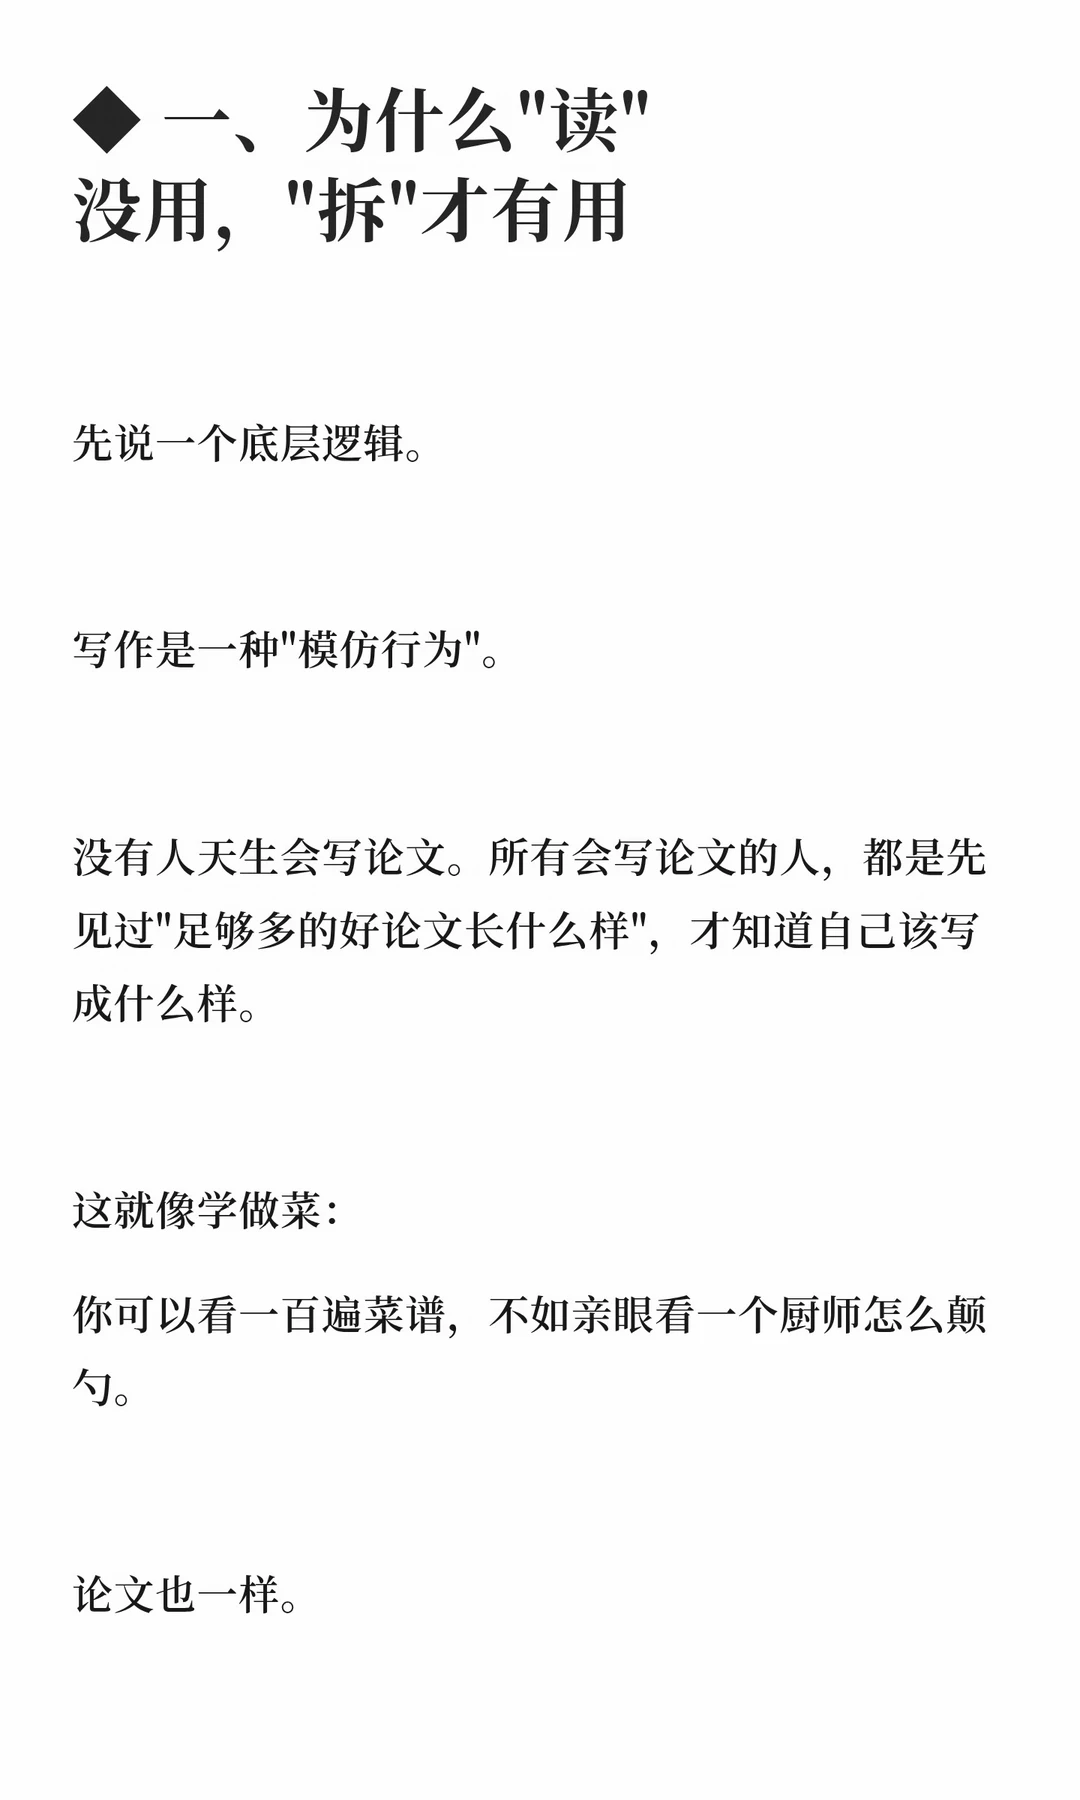 ◆ 一、为什么"读"
没用，"拆"才有用
先说一个底层逻辑。
写作是一种"模仿行为"。
没有人天生会写论文。所有会写论文的人，都是先
见过"足够多的好论文长什么样"，才知道自己该写
成什么样。
这就像学做菜：
你可以看一百遍菜谱，不如亲眼看一个厨师怎么颠
勺。
论文也一样。